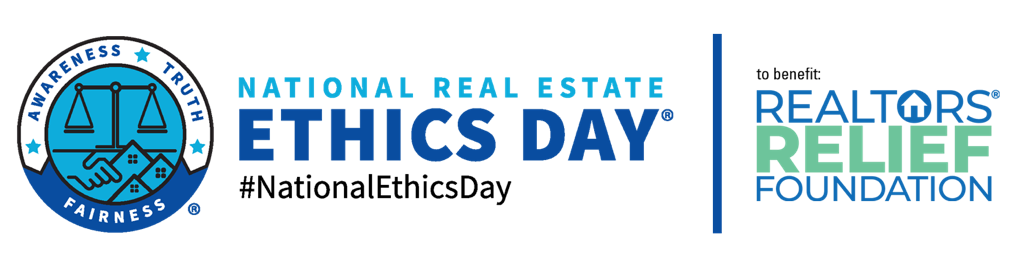 AWARENESS ★ TRUTH
FAIRNESS
®
NATIONAL REAL ESTATE
ETHICS DAY®
#NationalEthicsDay
to benefit:
REALTORS®
RELIEF
FOUNDATION